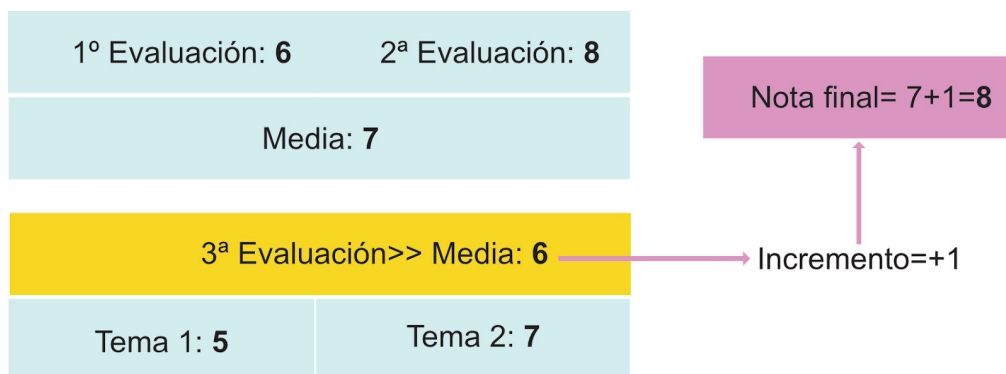 1º Evaluación: 6
2ª Evaluación: 8
Media: 7
3ª Evaluación>> Media: 6
Tema 1: 5
Tema 2: 7
Incremento=+1
Nota final= 7+1=8